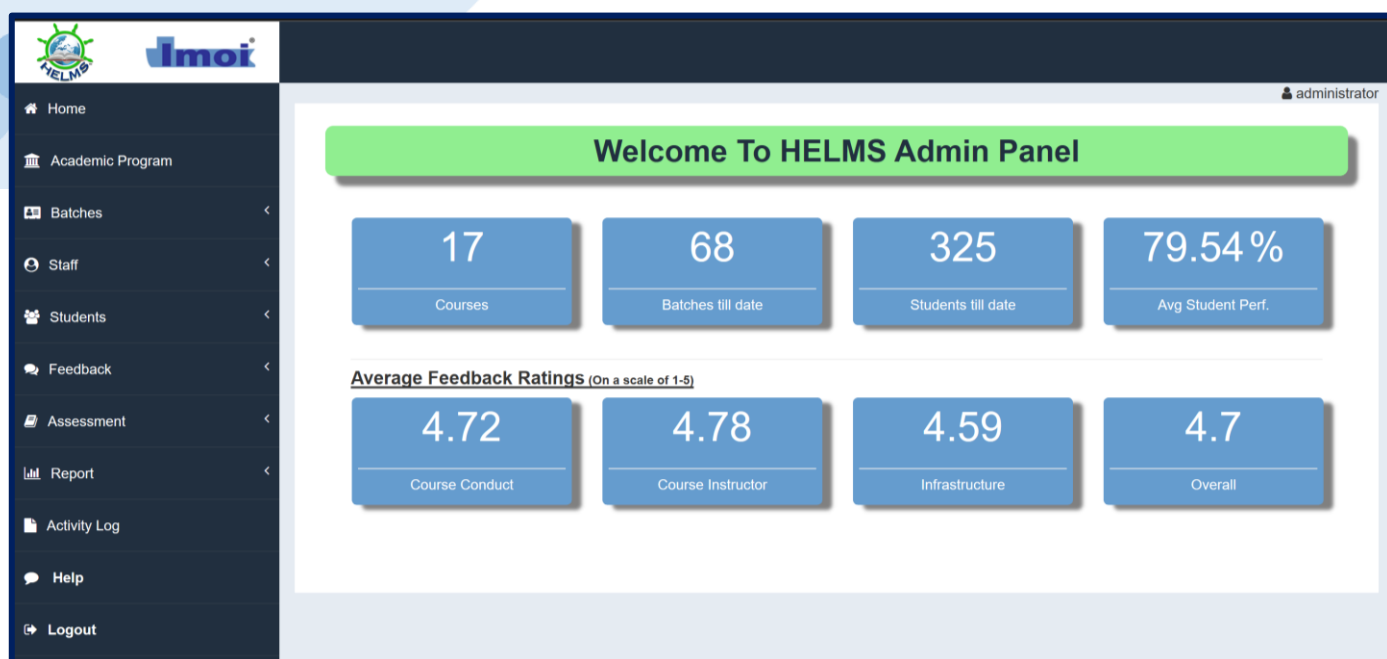 HELMS
Imoi
administrator
Home
Academic Program
Batches
Staff
Students
Feedback
Assessment
Report
Activity Log
Help
Logout
Welcome To HELMS Admin Panel
17
Courses
68
Batches till date
325
Students till date
79.54%
Avg Student Perf.
Average Feedback Ratings (On a scale of 1-5)
4.72
Course Conduct
4.78
Course Instructor
4.59
Infrastructure
4.7
Overall